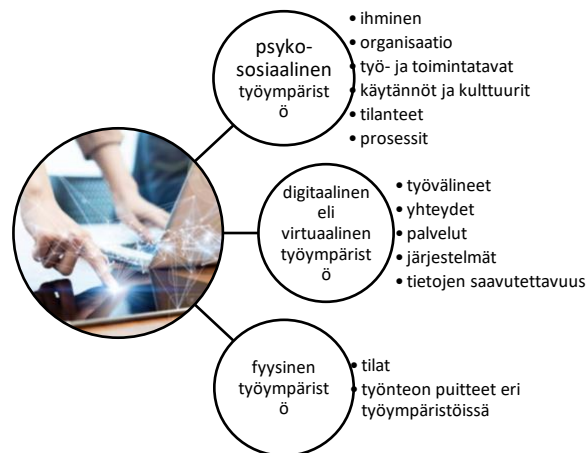 psyko-
sosiaalinen
työympärist
ö
• ihminen
• organisaatio
• työ- ja toimintatavat
• käytännöt ja kulttuurit
• tilanteet
• prosessit
digitaalinen
eli
virtuaalinen
työympärist
ö
• työvälineet
• yhteydet
• palvelut
• järjestelmät
• tietojen saavutettavuus
fyysinen
työympärist
ö
• tilat
• työnteon puitteet eri
työympäristöissä